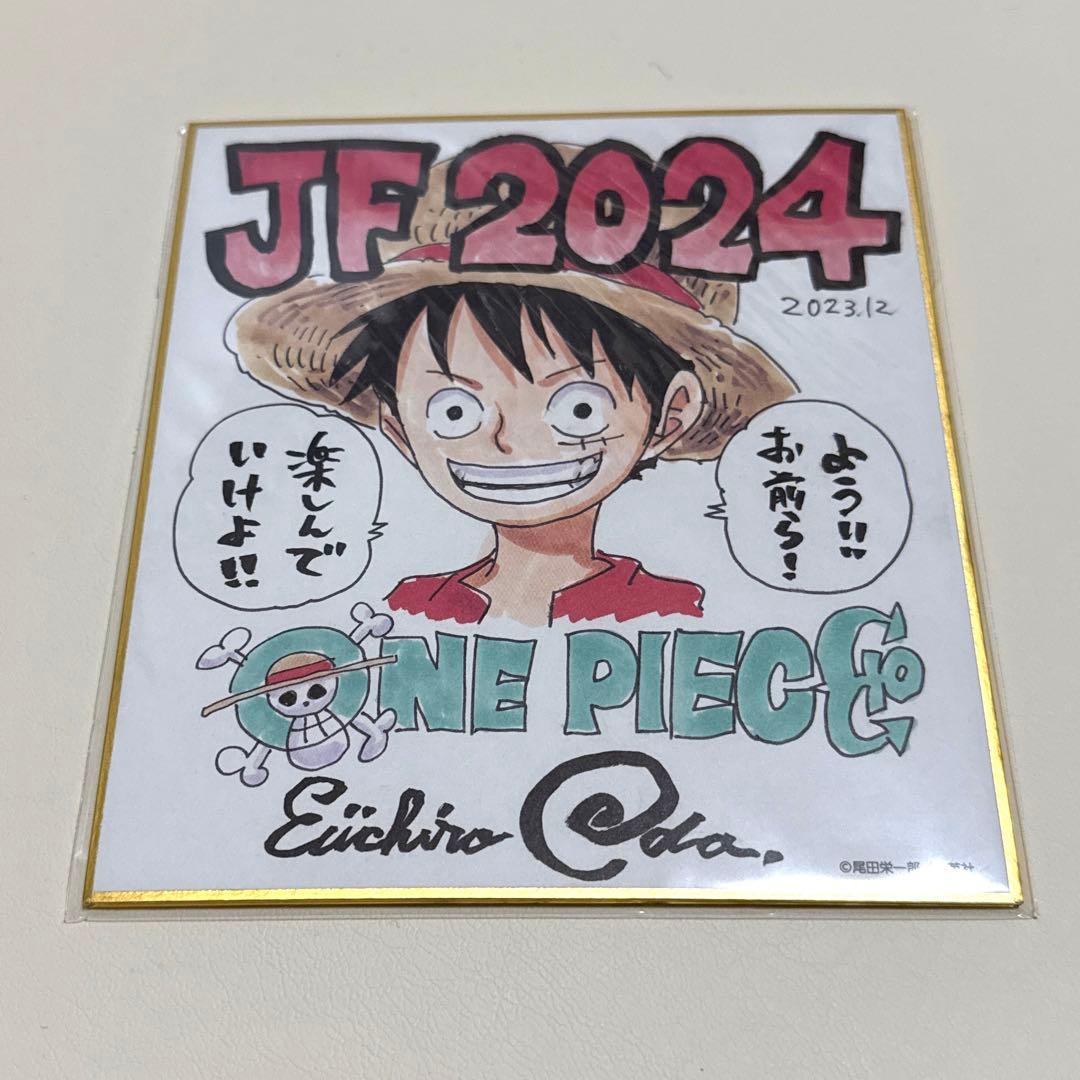 JF 2024
2023.12
よう!!
お前ら!
楽しんで
いけよ!!
ONE PIECE
Eiichiro Oda.
©尾田栄一郎